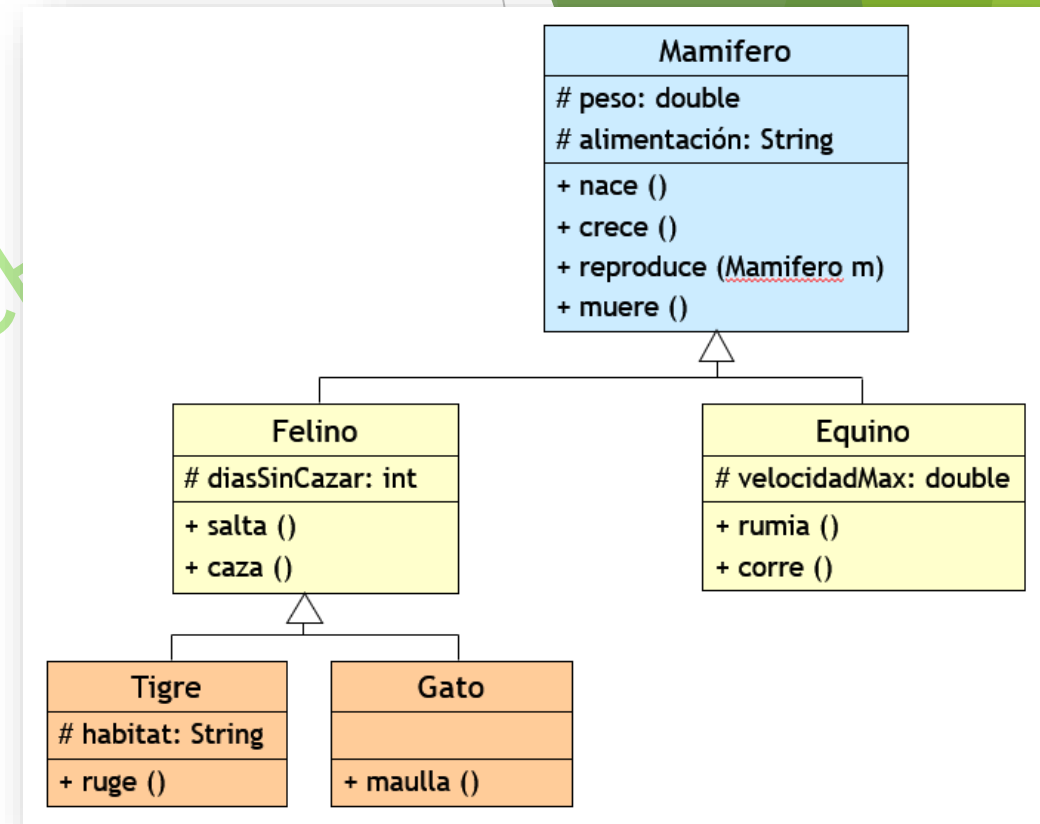 Mamifero
# peso: double
# alimentación: String
+ nace ()
+ crece ()
+ reproduce (Mamifero m)
+ muere ()
Felino
# diasSinCazar: int
+ salta ()
+ caza ()
Equino
# velocidadMax: double
+ rumia ()
+ corre ()
Tigre
# habitat: String
+ ruge ()
Gato
+ maulla ()